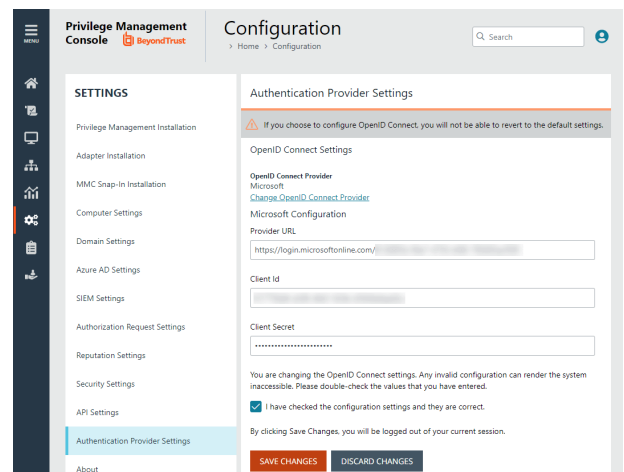 MENU
Privilege Management
Console BeyondTrust
Configuration
> Home > Configuration
Search
SETTINGS
Privilege Management Installation
Adapter Installation
MMC Snap-In Installation
Computer Settings
Domain Settings
Azure AD Settings
SIEM Settings
Authorization Request Settings
Reputation Settings
Security Settings
API Settings
Authentication Provider Settings
About
Authentication Provider Settings
If you choose to configure OpenID Connect, you will not be able to revert to the default settings.
OpenID Connect Settings
OpenID Connect Provider
Microsoft
Change OpenID Connect Provider
Microsoft Configuration
Provider URL
https://login.microsoftonline.com/
Client Id
Client Secret
••••••••••••••••••••••••
You are changing the OpenID Connect settings. Any invalid configuration can render the system
inaccessible. Please double-check the values that you have entered.
I have checked the configuration settings and they are correct.
By clicking Save Changes, you will be logged out of your current session.
SAVE CHANGES
DISCARD CHANGES